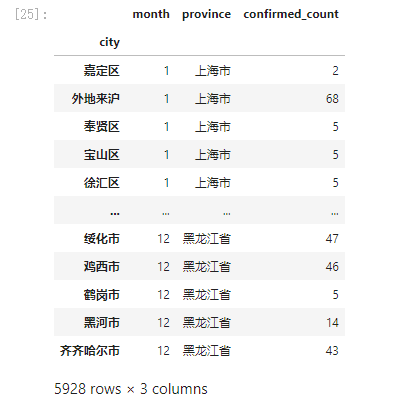 [25]:
month province confirmed_count
city
嘉定区 1 上海市 2
外地来沪 1 上海市 68
奉贤区 1 上海市 5
宝山区 1 上海市 5
徐汇区 1 上海市 5
... ... ... ...
绥化市 12 黑龙江省 47
鸡西市 12 黑龙江省 46
鹤岗市 12 黑龙江省 5
黑河市 12 黑龙江省 14
齐齐哈尔市 12 黑龙江省 43
5928 rows × 3 columns